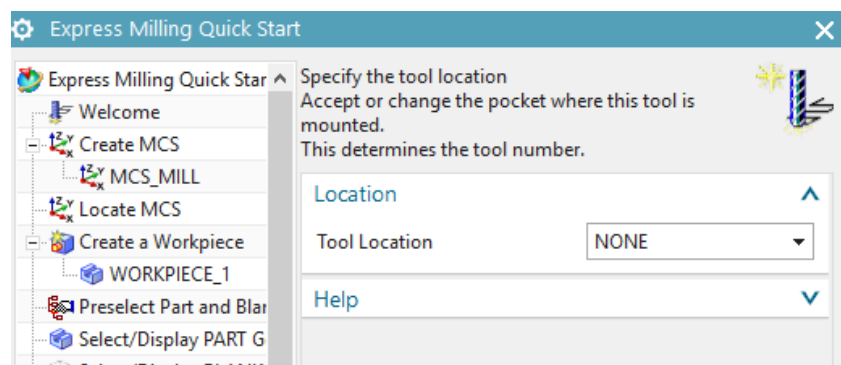 Express Milling Quick Start
Express Milling Quick Star
Welcome
Create MCS
MCS_MILL
Locate MCS
Create a Workpiece
WORKPIECE_1
Preselect Part and Blan
Select/Display PART G
Specify the tool location
Accept or change the pocket where this tool is
mounted.
This determines the tool number.
Location
Tool Location NONE
Help